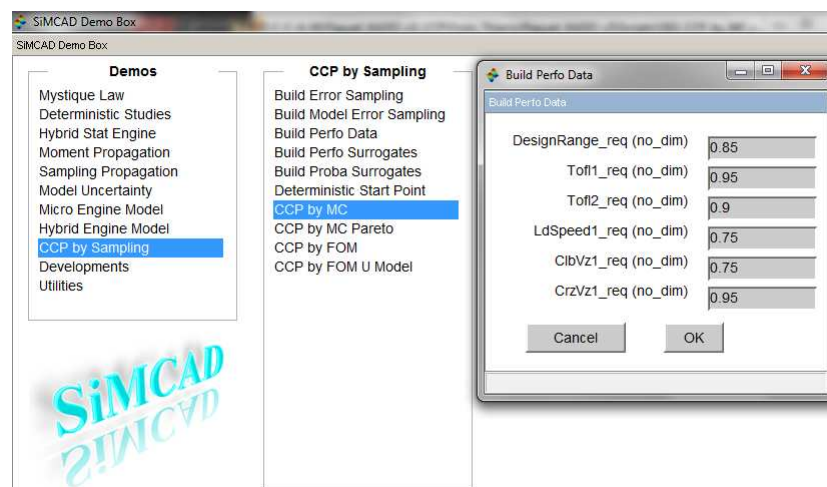 SiMCAD Demo Box
SiMCAD Demo Box
Demos
Mystique Law
Deterministic Studies
Hybrid Stat Engine
Moment Propagation
Sampling Propagation
Model Uncertainty
Micro Engine Model
Hybrid Engine Model
CCP by Sampling
Developments
Utilities
SiMCAD
CCP by Sampling
Build Error Sampling
Build Model Error Sampling
Build Perfo Data
Build Perfo Surrogates
Build Proba Surrogates
Deterministic Start Point
CCP by MC
CCP by MC Pareto
CCP by FOM
CCP by FOM U Model
Build Perfo Data
Build Perfo Data
DesignRange_req (no_dim) 0.85
Tofl1_req (no_dim) 0.95
Tofl2_req (no_dim) 0.9
LdSpeed1_req (no_dim) 0.75
ClbVz1_req (no_dim) 0.75
CrzVz1_req (no_dim) 0.95
Cancel OK